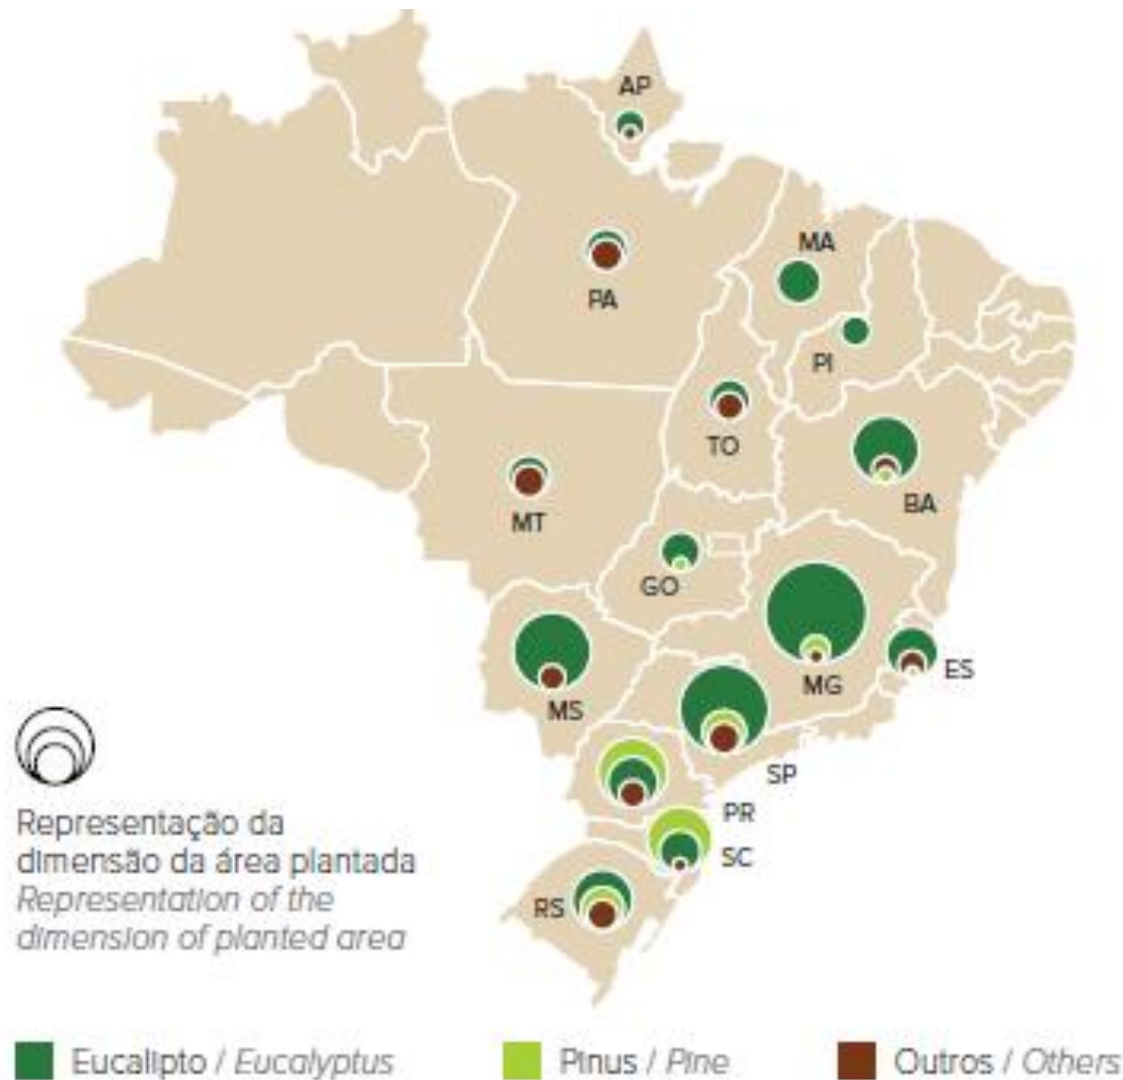 AP
MA
PA
PI
TO
BA
MT
GO
ES
MG
MS
SP
PR
SC
RS
Representação da
dimensão da área plantada
Representation of the
dimension of planted area
Eucalipto / Eucalyptus
Pinus / Pine
Outros / Others